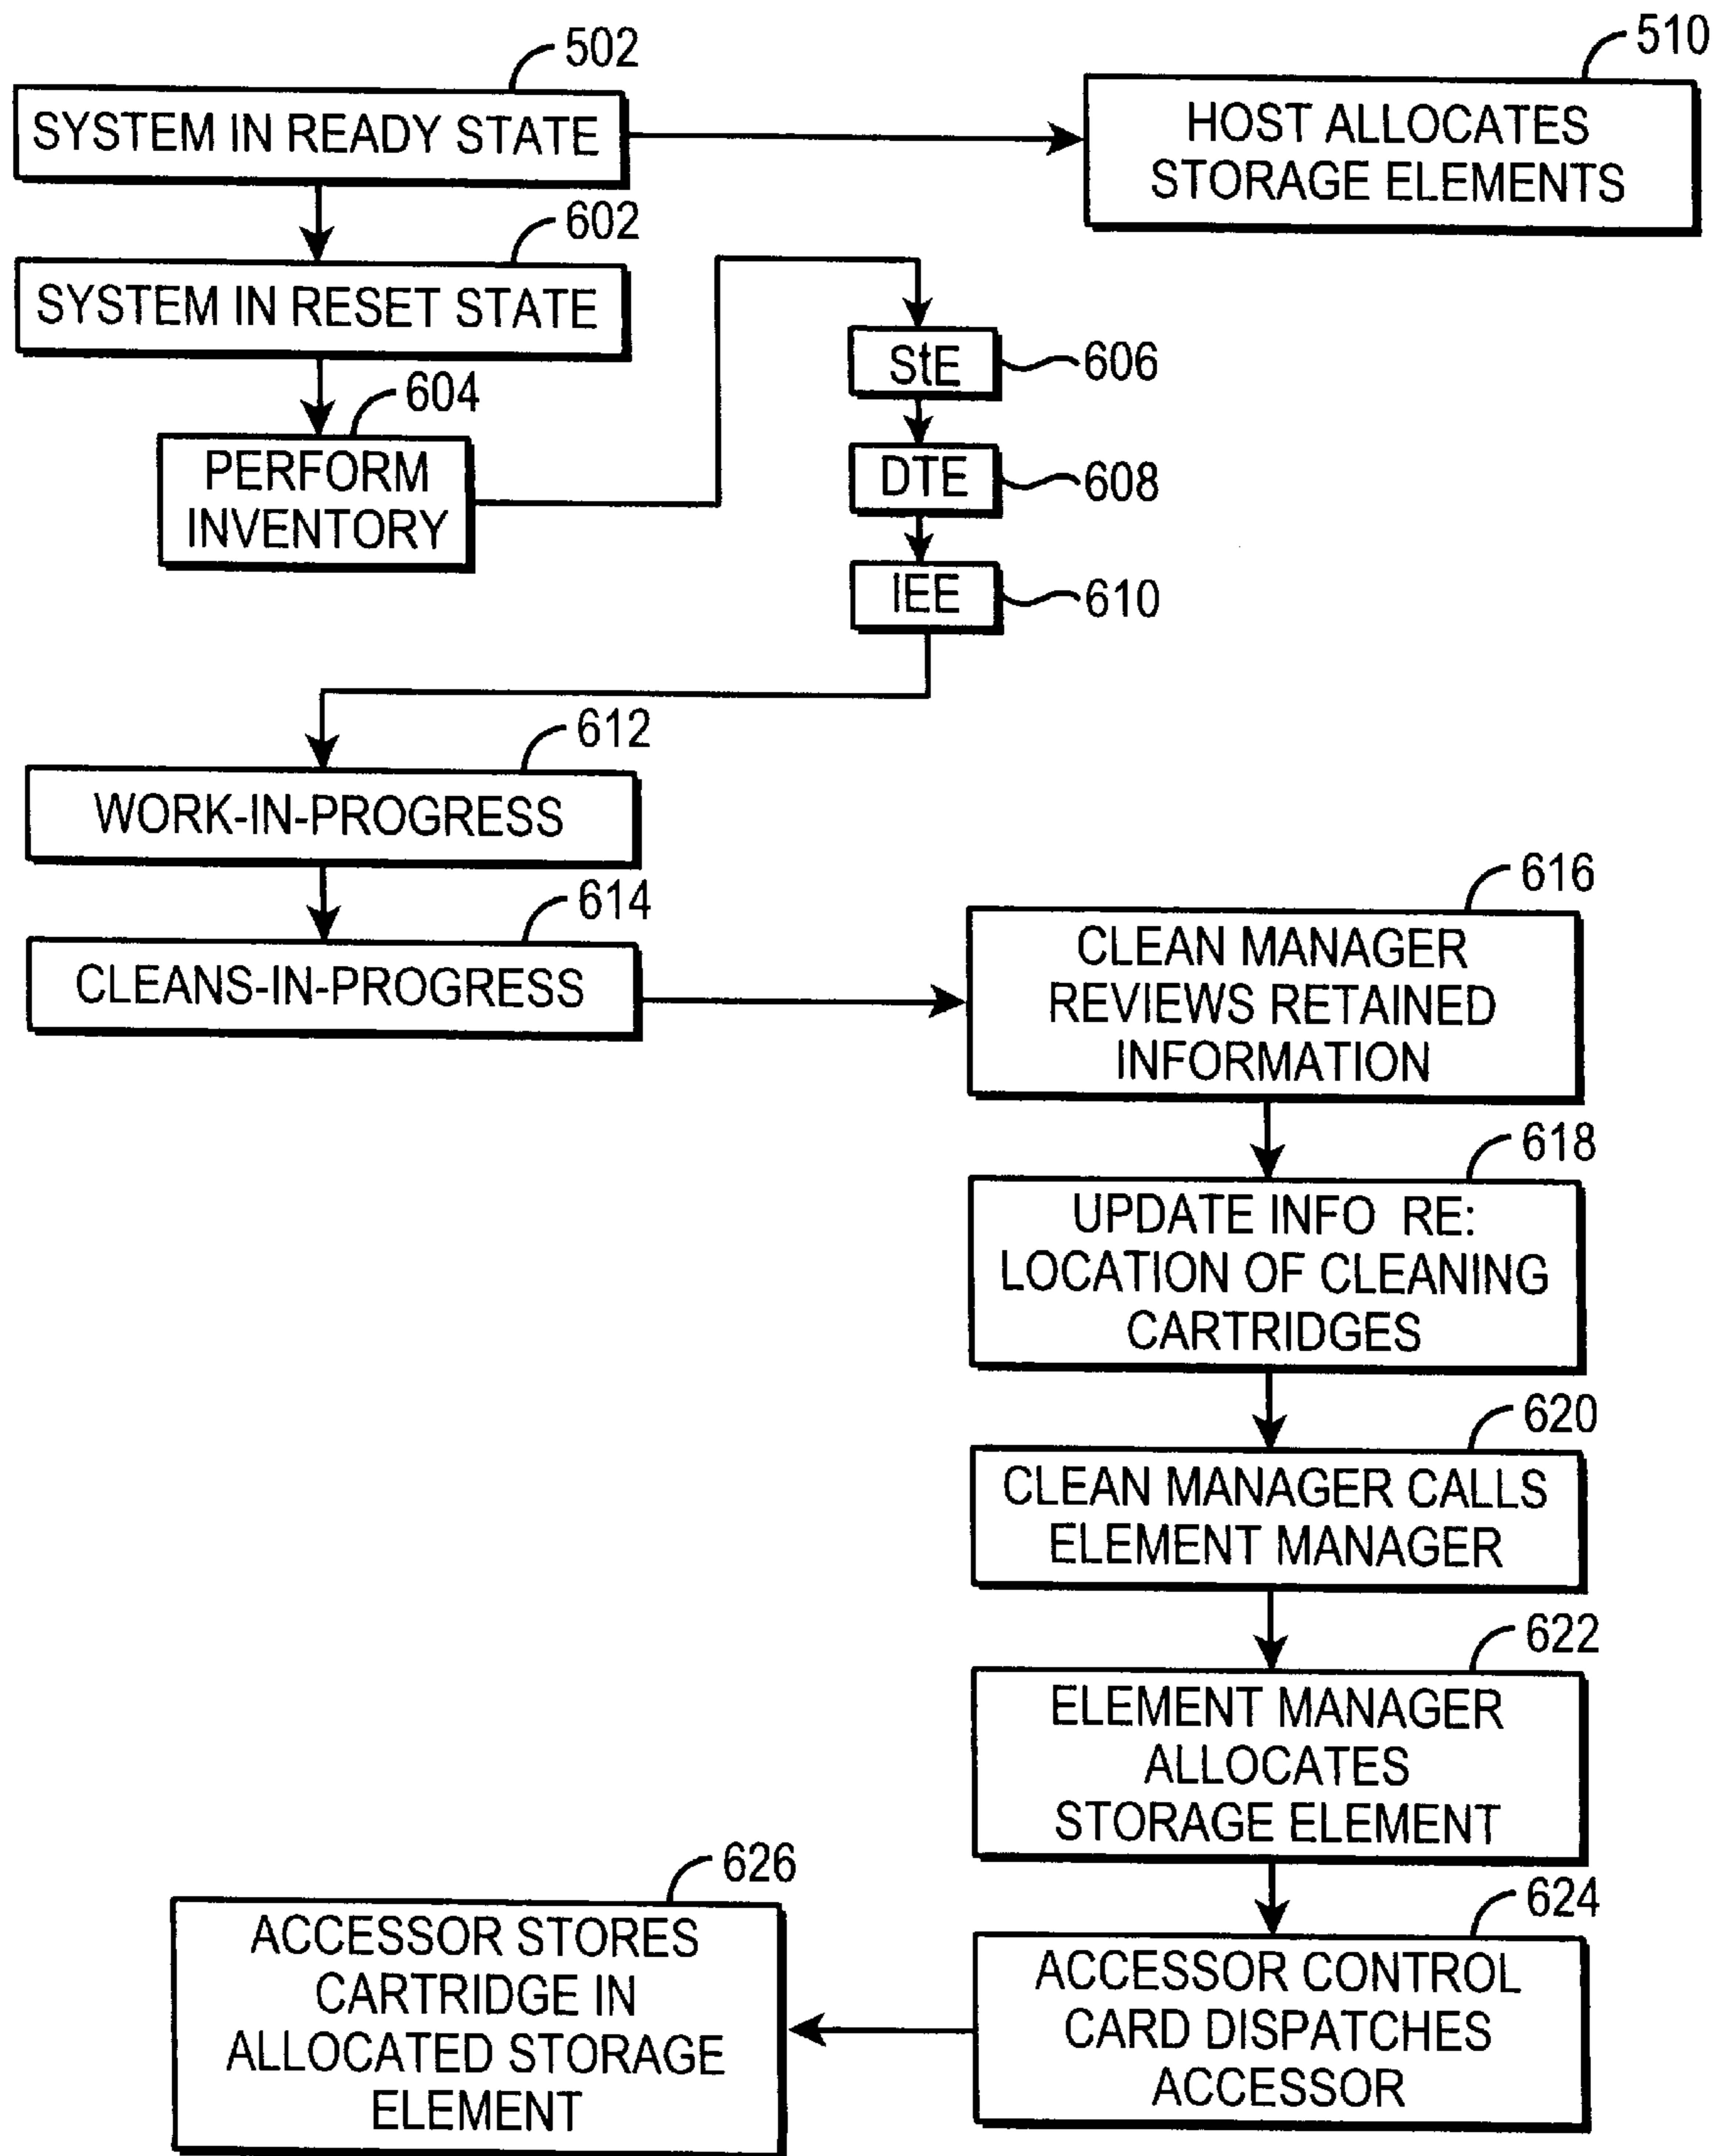 502
SYSTEM IN READY STATE
510
HOST ALLOCATES
STORAGE ELEMENTS
602
SYSTEM IN RESET STATE
604
PERFORM
INVENTORY
StE
606
DTE
608
IEE
610
612
WORK-IN-PROGRESS
614
CLEANS-IN-PROGRESS
616
CLEAN MANAGER
REVIEWS RETAINED
INFORMATION
618
UPDATE INFO RE:
LOCATION OF CLEANING
CARTRIDGES
620
CLEAN MANAGER CALLS
ELEMENT MANAGER
622
ELEMENT MANAGER
ALLOCATES
STORAGE ELEMENT
624
ACCESSOR CONTROL
CARD DISPATCHES
ACCESSOR
626
ACCESSOR STORES
CARTRIDGE IN
ALLOCATED STORAGE
ELEMENT